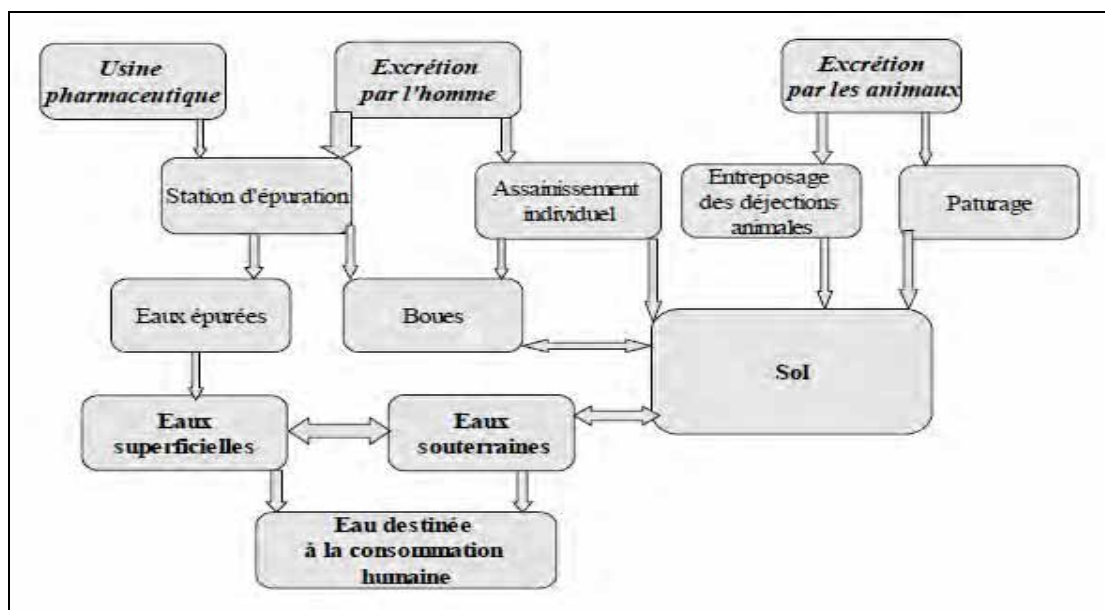 Usine
pharmaceutique
Excrétion
par l'homme
Excrétion
par les animaux
Station d'épuration
Assainissement
individuel
Entreposage
des déjections
animales
Paturage
Eaux épurées
Boues
Sol
Eaux
superficielles
Eaux
souterraines
Eau destinée
à la consommation
humaine